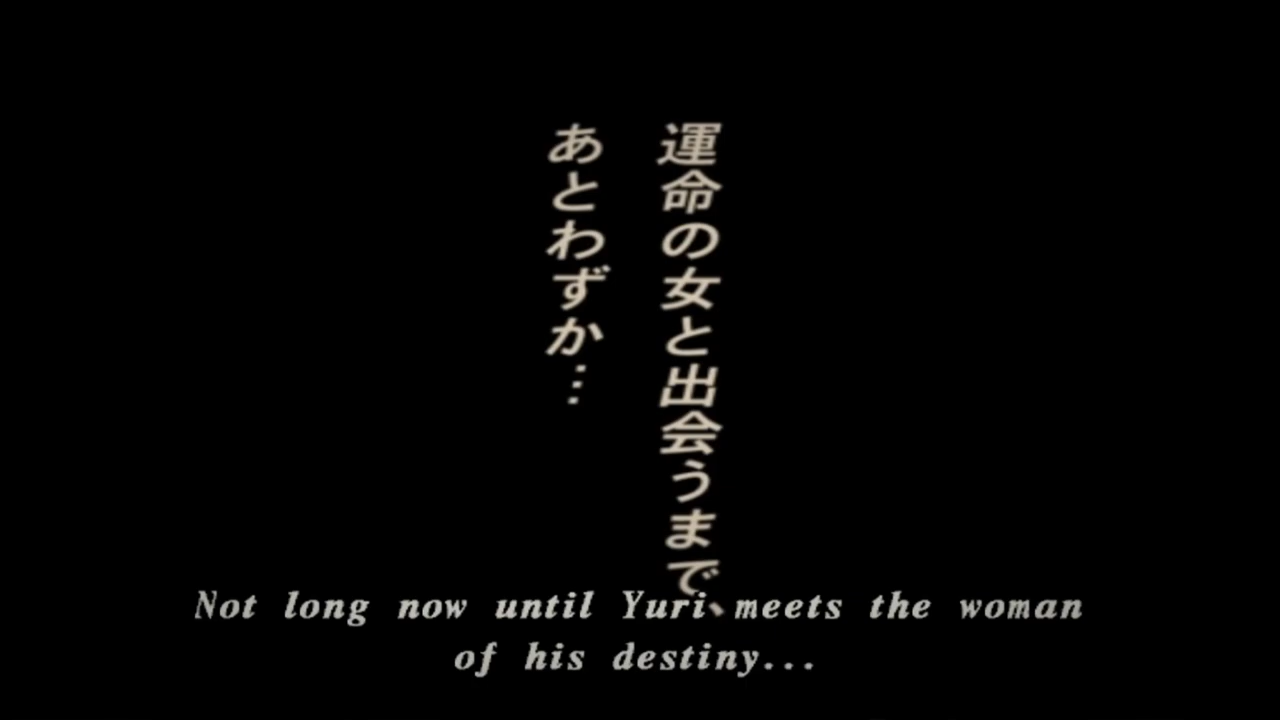 運命の女と出会うまで、
あとわずか…
Not long now until Yuri meets the woman
of his destiny...